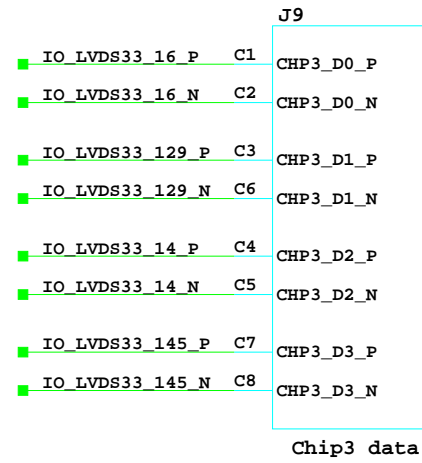 J9
IO_LVDS33_16_P C1 CHP3_D0_P
IO_LVDS33_16_N C2 CHP3_D0_N
IO_LVDS33_129_P C3 CHP3_D1_P
IO_LVDS33_129_N C6 CHP3_D1_N
IO_LVDS33_14_P C4 CHP3_D2_P
IO_LVDS33_14_N C5 CHP3_D2_N
IO_LVDS33_145_P C7 CHP3_D3_P
IO_LVDS33_145_N C8 CHP3_D3_N
Chip3 data